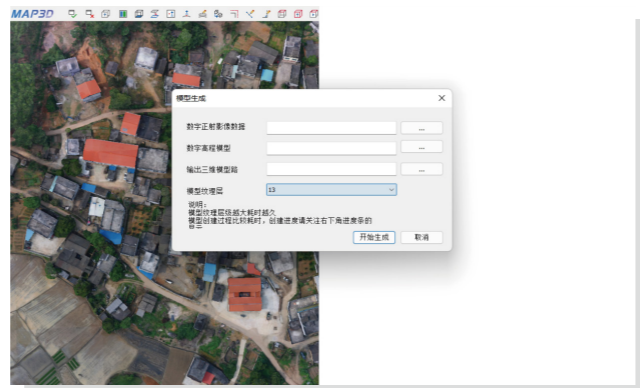 MAP3D
模型生成
数字正射影像数据
...
数字高程模型
...
输出三维模型路
...
模型纹理层
13
说明：
模型纹理层级越大耗时越久
模型创建过程比较耗时，创建进度请关注右下角进度条的
显示
开始生成
取消